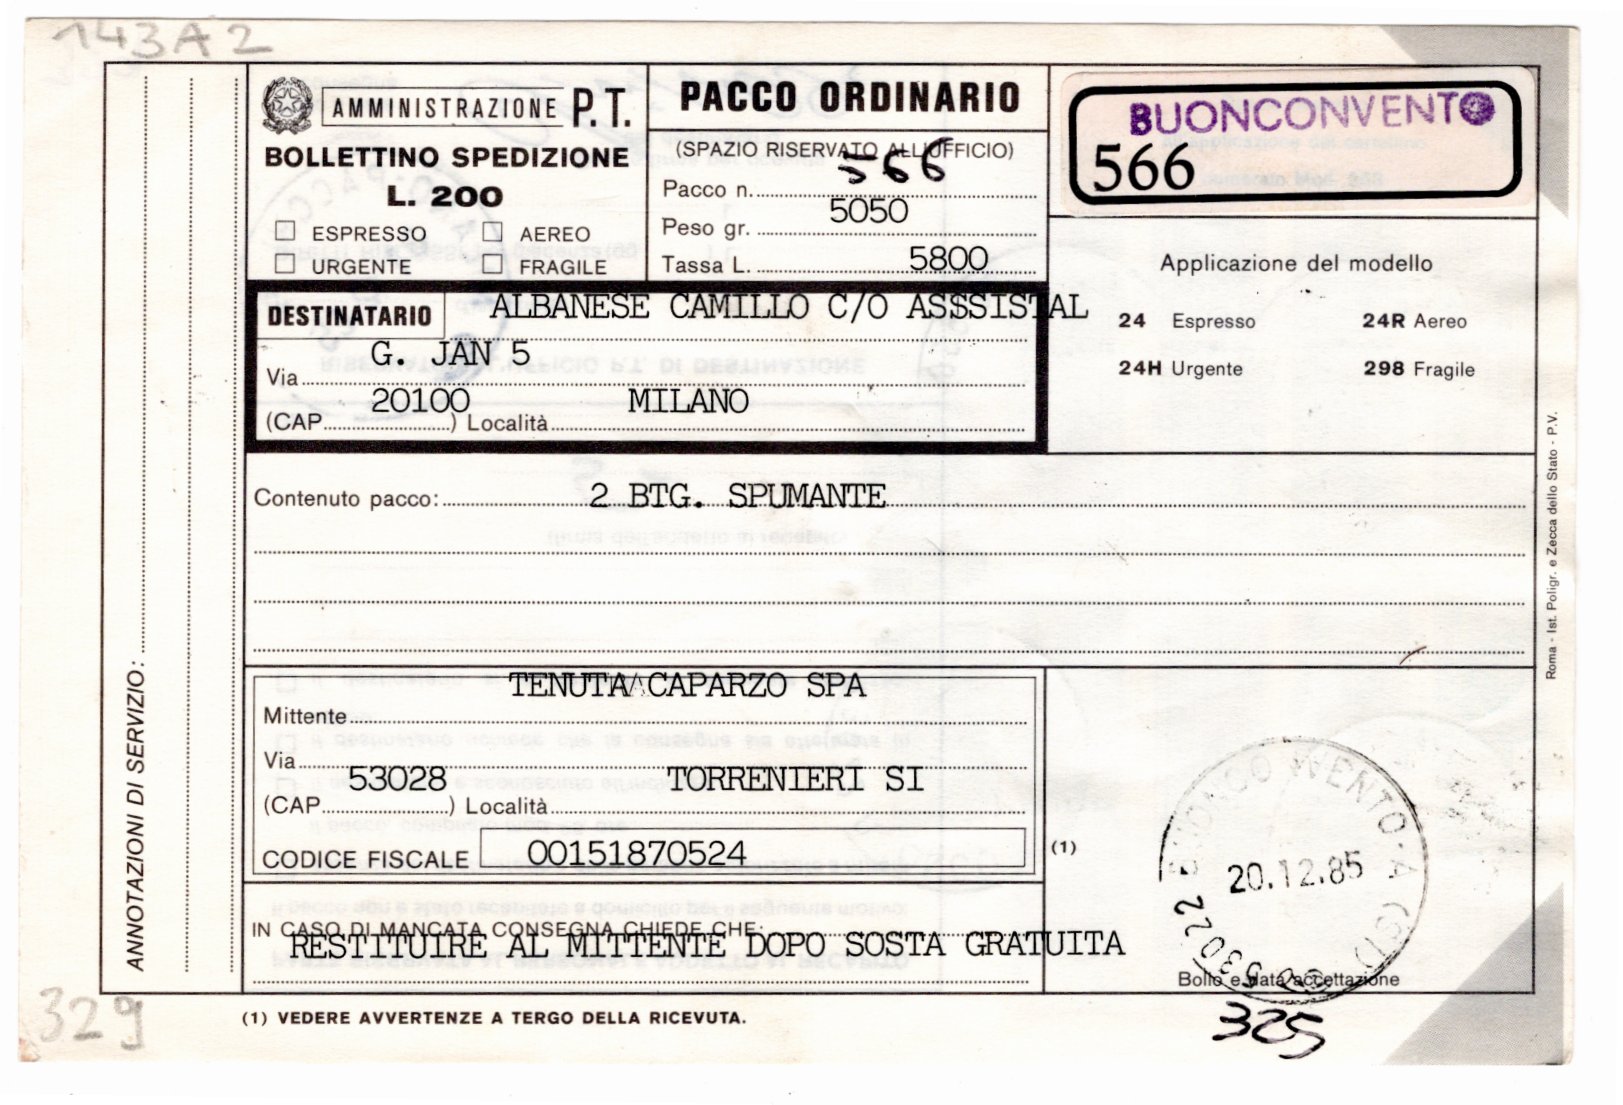 143A2
AMMINISTRAZIONE P.T.
BOLLETTINO SPEDIZIONE
L. 200
ESPRESSO AEREO
URGENTE FRAGILE
PACCO ORDINARIO
(SPAZIO RISERVATO ALL'UFFICIO)
Pacco n. 566
Peso gr. 5050
Tassa L. 5800
BUONCONVENTO
566
Applicazione del modello
24 Espresso 24R Aereo
24H Urgente 298 Fragile
DESTINATARIO ALBANESE CAMILLO C/O ASSSISTAL
Via G. JAN 5
(CAP 20100 ) Località MILANO
Contenuto pacco: 2 BTG. SPUMANTE
Mittente TENUTA CAPARZO SPA
Via
(CAP 53028 ) Località TORRENIERI SI
CODICE FISCALE 00151870524
(1)
IN CASO DI MANCATA CONSEGNA CHIEDE CHE:
RESTITUIRE AL MITTENTE DOPO SOSTA GRATUITA
BUONCONVENTO-A (SI)
20.12.85
Bollo e data accettazione
325
(1) VEDERE AVVERTENZE A TERGO DELLA RICEVUTA.
329
ANNOTAZIONI DI SERVIZIO:
Roma - Ist. Poligr. e Zecca dello Stato - P.V.